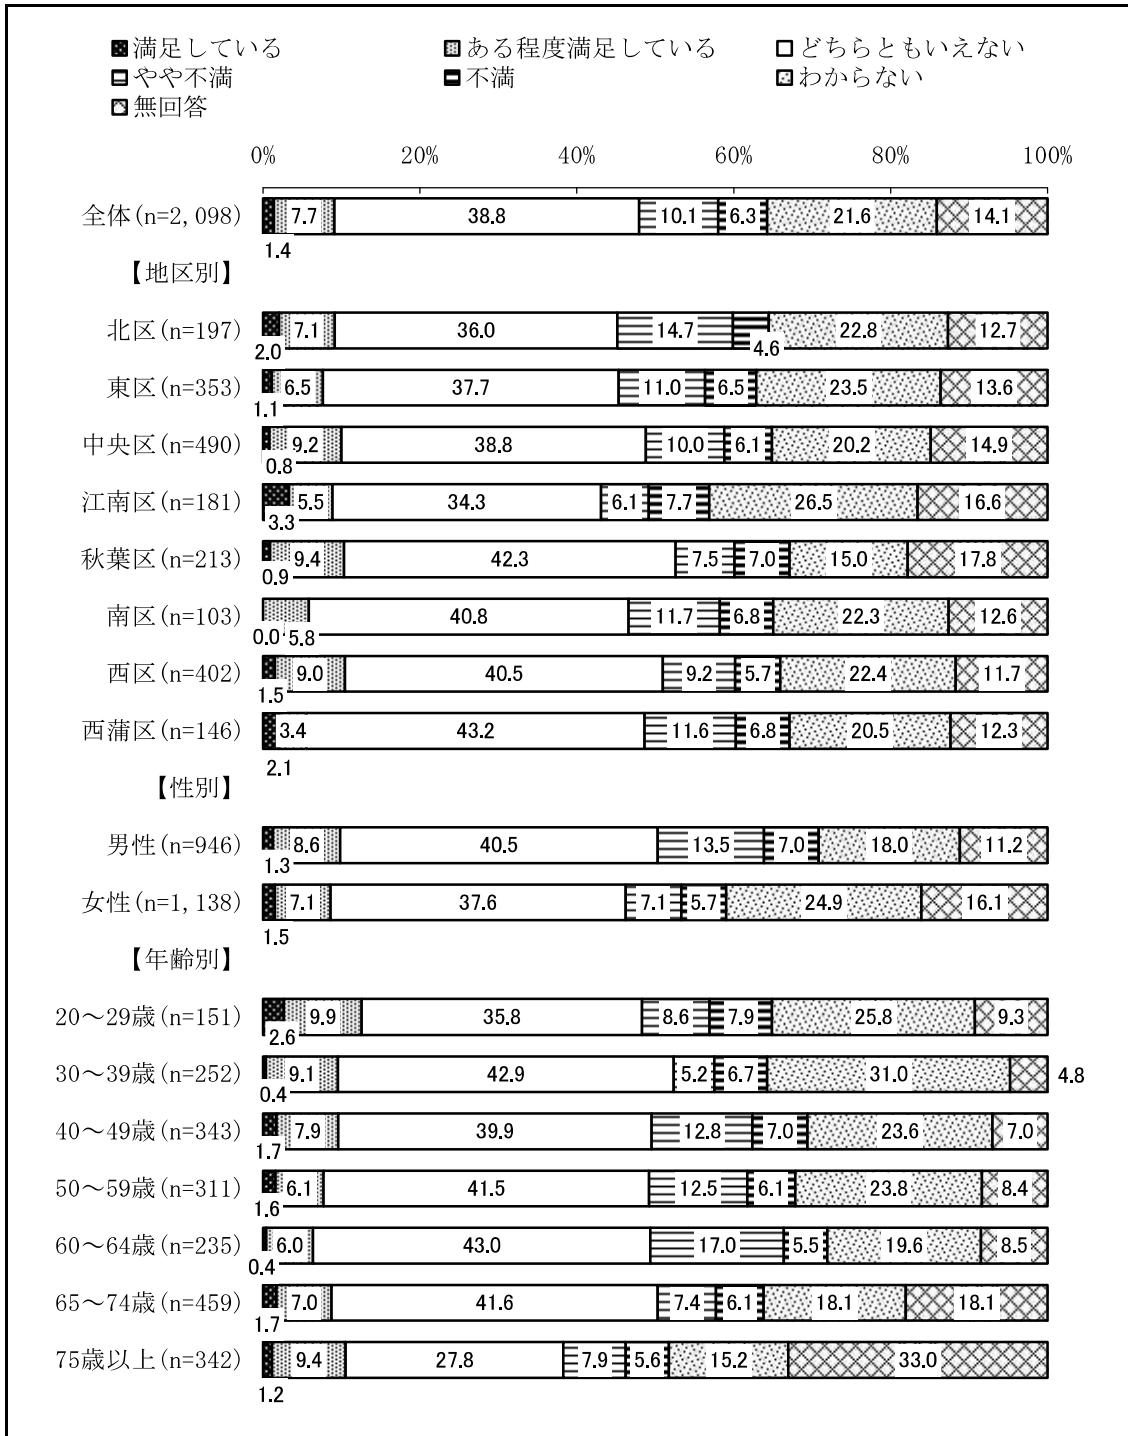 満足している ある程度満足している どちらともいえない
やや不満 不満 わからない
無回答
0% 20% 40% 60% 80% 100%
全体(n=2,098) 7.7 38.8 10.1 6.3 21.6 14.1
1.4
【地区別】
北区(n=197) 7.1 36.0 14.7 22.8 12.7
2.0 4.6
東区(n=353) 6.5 37.7 11.0 6.5 23.5 13.6
1.1
中央区(n=490) 9.2 38.8 10.0 6.1 20.2 14.9
0.8
江南区(n=181) 5.5 34.3 6.1 7.7 26.5 16.6
3.3
秋葉区(n=213) 9.4 42.3 7.5 7.0 15.0 17.8
0.9
南区(n=103) 40.8 11.7 6.8 22.3 12.6
0.0 5.8
西区(n=402) 9.0 40.5 9.2 5.7 22.4 11.7
1.5
西蒲区(n=146) 3.4 43.2 11.6 6.8 20.5 12.3
2.1
【性別】
男性(n=946) 8.6 40.5 13.5 7.0 18.0 11.2
1.3
女性(n=1,138) 7.1 37.6 7.1 5.7 24.9 16.1
1.5
【年齢別】
20～29歳(n=151) 9.9 35.8 8.6 7.9 25.8 9.3
2.6
30～39歳(n=252) 9.1 42.9 5.2 6.7 31.0 4.8
0.4
40～49歳(n=343) 7.9 39.9 12.8 7.0 23.6 7.0
1.7
50～59歳(n=311) 6.1 41.5 12.5 6.1 23.8 8.4
1.6
60～64歳(n=235) 6.0 43.0 17.0 5.5 19.6 8.5
0.4
65～74歳(n=459) 7.0 41.6 7.4 6.1 18.1 18.1
1.7
75歳以上(n=342) 9.4 27.8 7.9 5.6 15.2 33.0
1.2